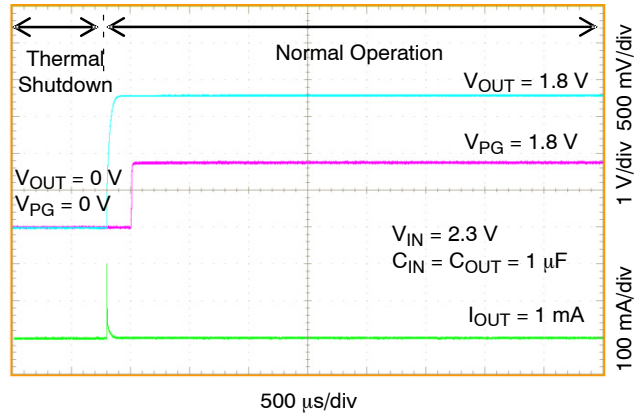 Thermal
Shutdown
Normal Operation
VOUT = 1.8 V
VPG = 1.8 V
VOUT = 0 V
VPG = 0 V
VIN = 2.3 V
CIN = COUT = 1 μF
IOUT = 1 mA
500 μs/div
500 mV/div
1 V/div
100 mA/div